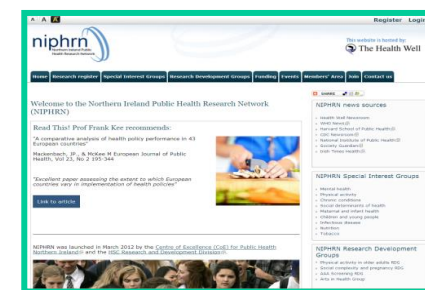 A A A
Register Login
niphrn
Northern Ireland Public
Health Research Network
This website is hosted by:
The Health Well
Home Research register Special Interest Groups Research Development Groups Funding Events Members' Area Join Contact us
SHARE
Welcome to the Northern Ireland Public Health Research Network
(NIPHRN)
Read This! Prof Frank Kee recommends:
"A comparative analysis of health policy performance in 43
European countries"
Mackenbach, JP., & McKee M European Journal of Public
Health, Vol 23, No 2 195-344
"Excellent paper assessing the extent to which European
countries vary in implementation of health policies"
Link to article
NIPHRN was launched in March 2012 by the Centre of Excellence (CoE) for Public Health
Northern Ireland and the HSC Research and Development Division.
NIPHRN news sources
Health Well Newsroom
WHO News
Harvard School of Public Health
CDC Newsroom
National Institute of Public Health
Society Guardian
Irish Times Health
NIPHRN Special Interest Groups
Mental health
Physical activity
Chronic conditions
Social determinants of health
Maternal and infant health
Children and young people
Infectious disease
Nutrition
Tobacco
NIPHRN Research Development
Groups
Physical activity in older adults RDG
Social complexity and pregnancy RDG
AAA Screening RDG
Arts in Health Group